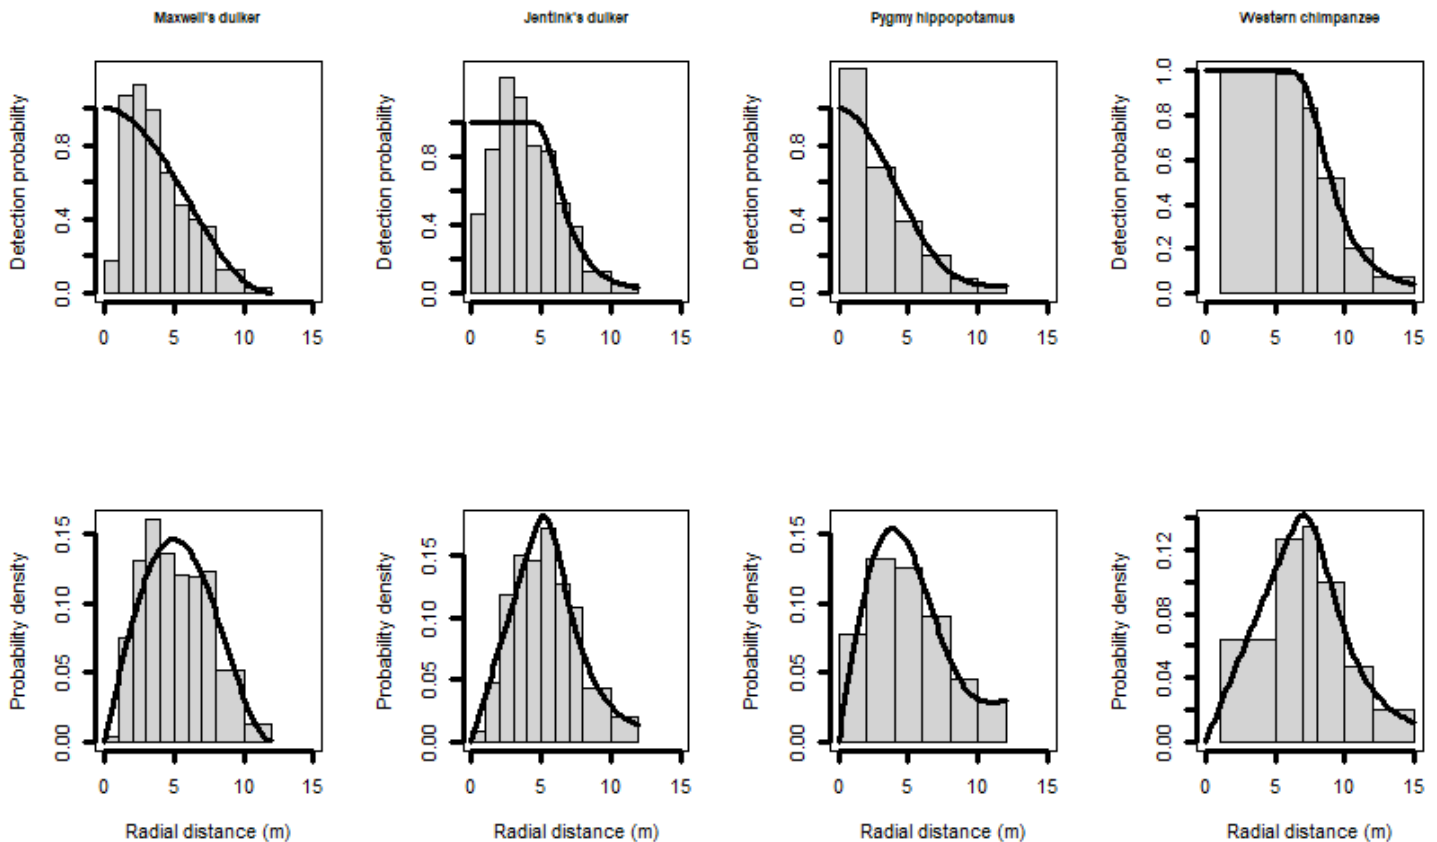 Maxwell's duiker
Jentink's duiker
Pygmy hippopotamus
Western chimpanzee
Detection probability
0.0 0.4 0.8
0 5 10 15
Detection probability
0.0 0.4 0.8
0 5 10 15
Detection probability
0.0 0.4 0.8
0 5 10 15
Detection probability
0.0 0.2 0.4 0.6 0.8 1.0
0 5 10 15
Probability density
0.00 0.05 0.10 0.15
0 5 10 15
Radial distance (m)
Probability density
0.00 0.05 0.10 0.15
0 5 10 15
Radial distance (m)
Probability density
0.00 0.05 0.10 0.15
0 5 10 15
Radial distance (m)
Probability density
0.00 0.04 0.08 0.12
0 5 10 15
Radial distance (m)